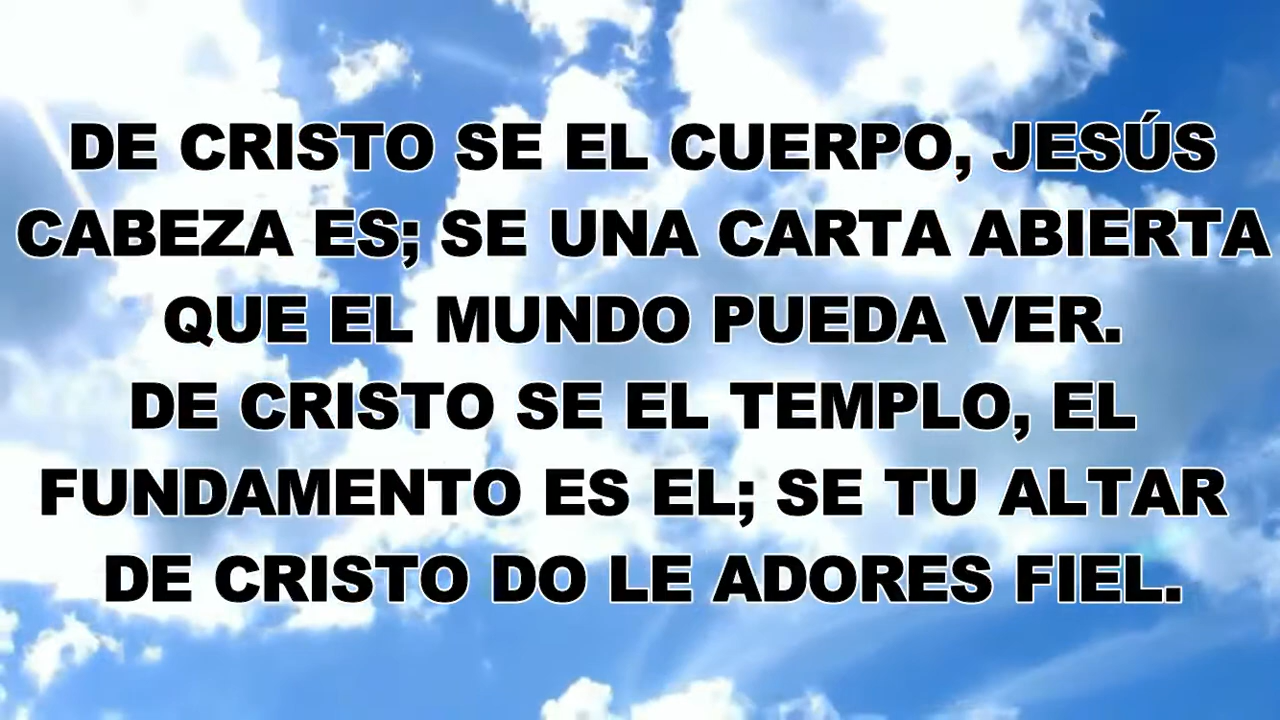 DE CRISTO SE EL CUERPO, JESÚS
CABEZA ES; SE UNA CARTA ABIERTA
QUE EL MUNDO PUEDA VER.
DE CRISTO SE EL TEMPLO, EL
FUNDAMENTO ES EL; SE TU ALTAR
DE CRISTO DO LE ADORES FIEL.